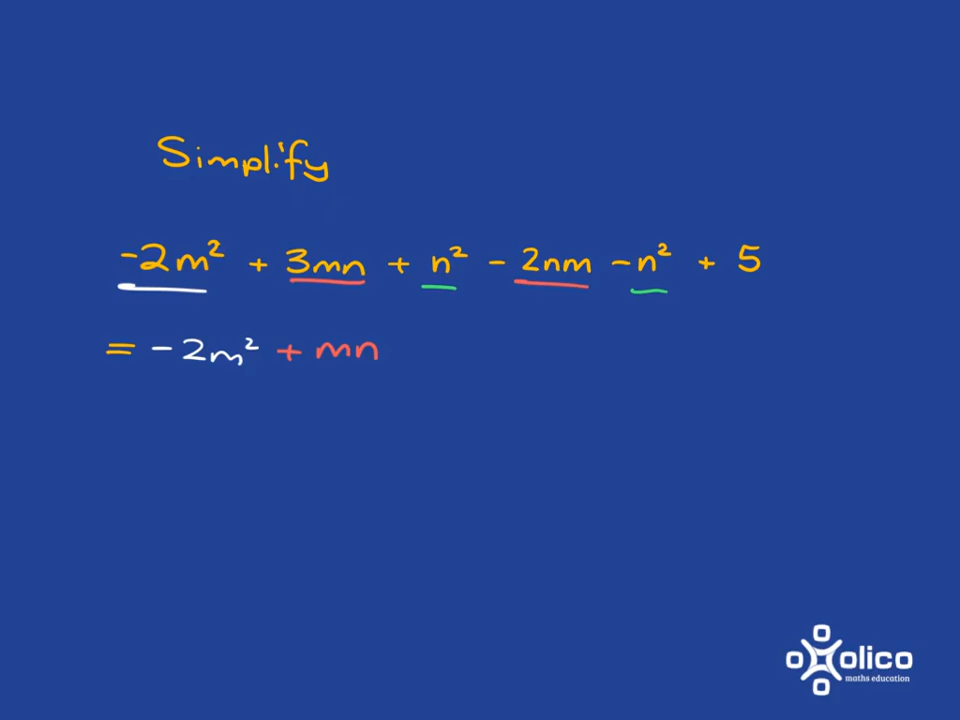 Simplify
-2m² + 3mn + n² - 2nm - n² + 5
= -2m² + mn
olico
maths education